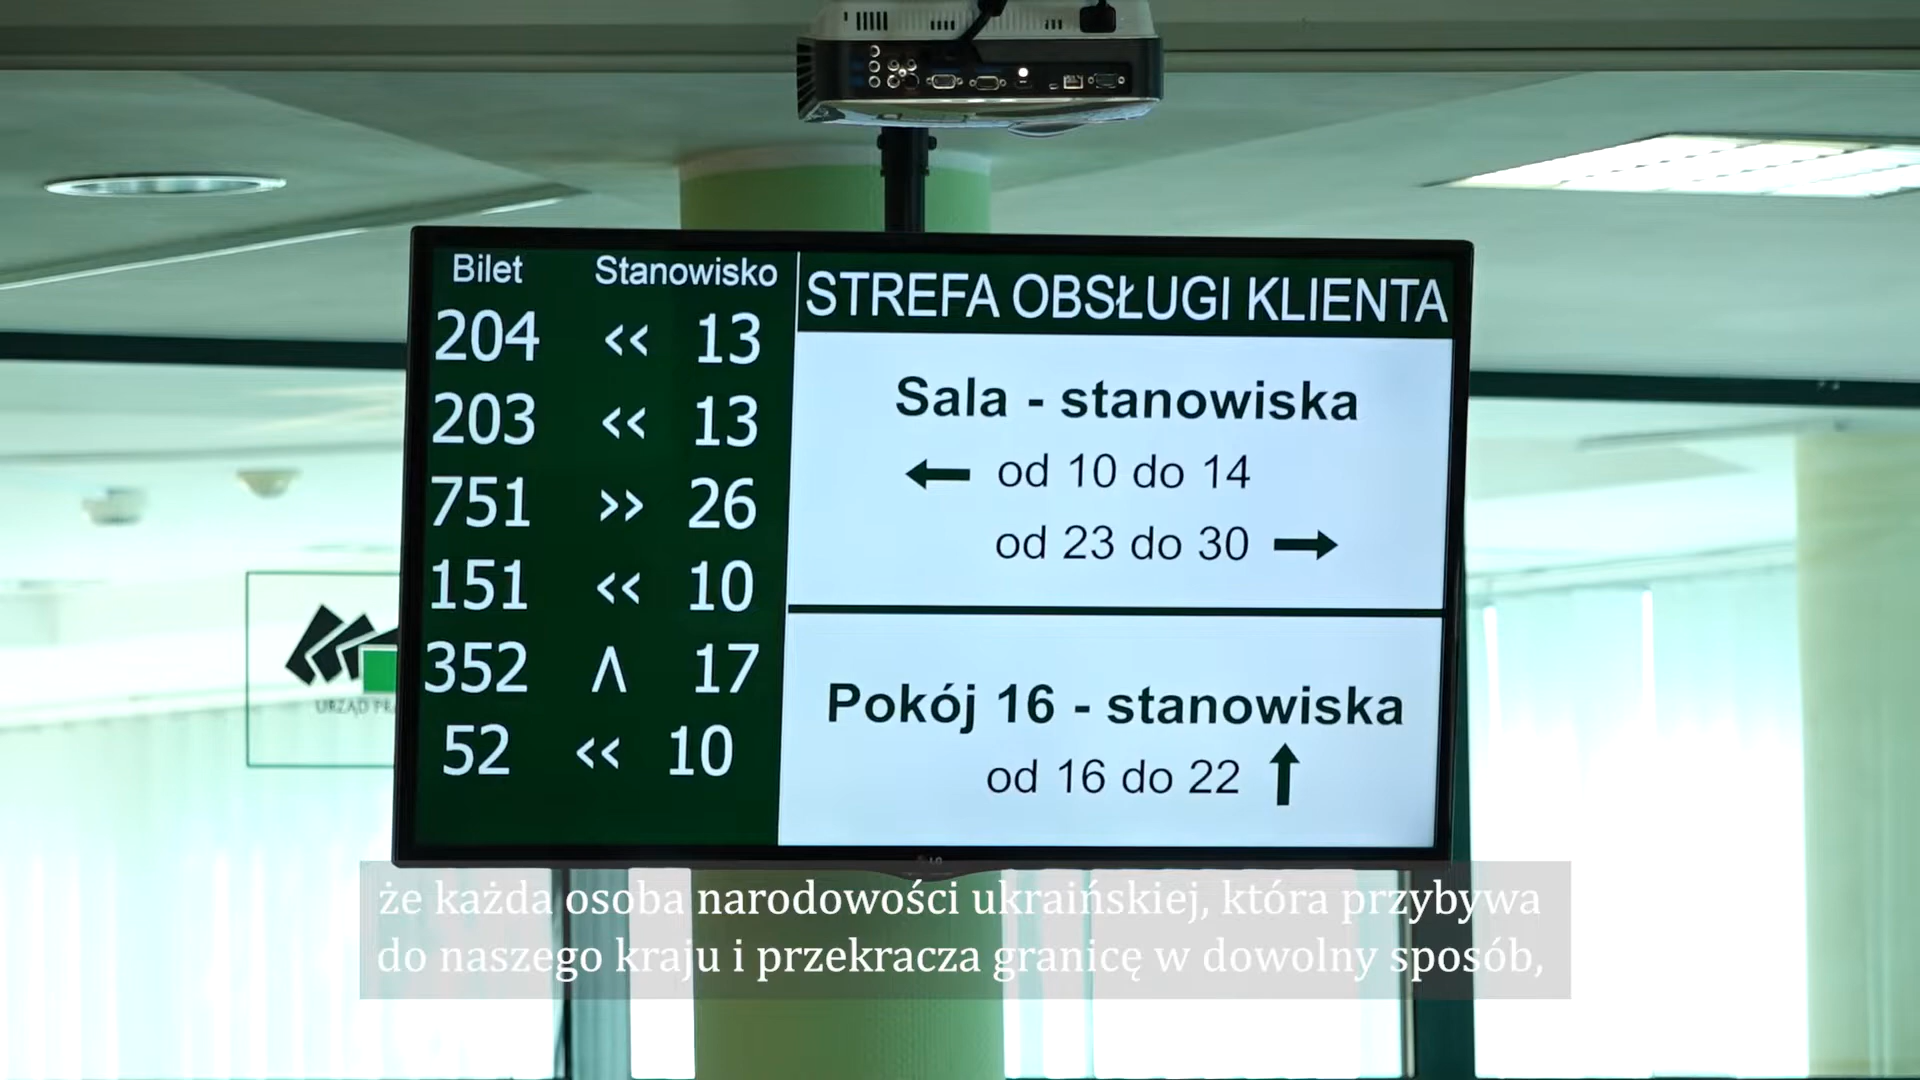 Bilet Stanowisko
204 << 13
203 << 13
751 >> 26
151 << 10
352 Λ 17
52 << 10
STREFA OBSŁUGI KLIENTA
Sala - stanowiska
← od 10 do 14
od 23 do 30 →
Pokój 16 - stanowiska
od 16 do 22 ↑
URZĄD
LG
że każda osoba narodowości ukraińskiej, która przybywa
do naszego kraju i przekracza granicę w dowolny sposób,